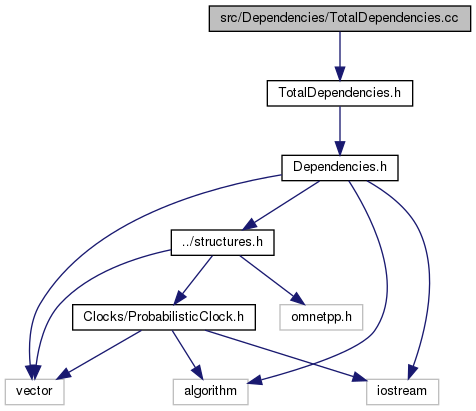 src/Dependencies/TotalDependencies.cc
TotalDependencies.h
Dependencies.h
../structures.h
Clocks/ProbabilisticClock.h
omnetpp.h
vector
algorithm
iostream